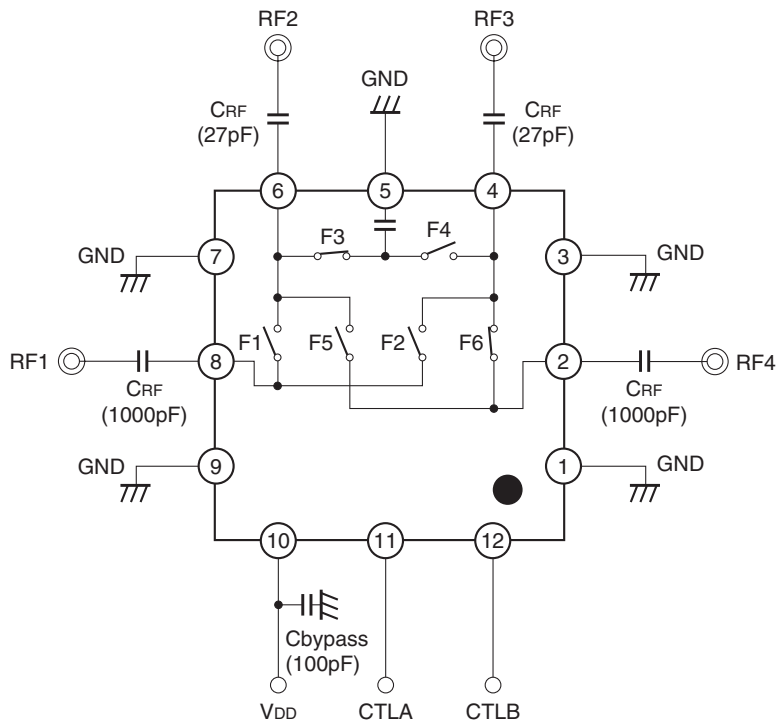 RF2
RF3
GND
CRF
(27pF)
CRF
(27pF)
6
5
4
F3
F4
GND
7
3
GND
F1
F5
F2
F6
RF1
8
2
RF4
CRF
(1000pF)
CRF
(1000pF)
GND
9
1
GND
10
11
12
Cbypass
(100pF)
VDD
CTLA
CTLB